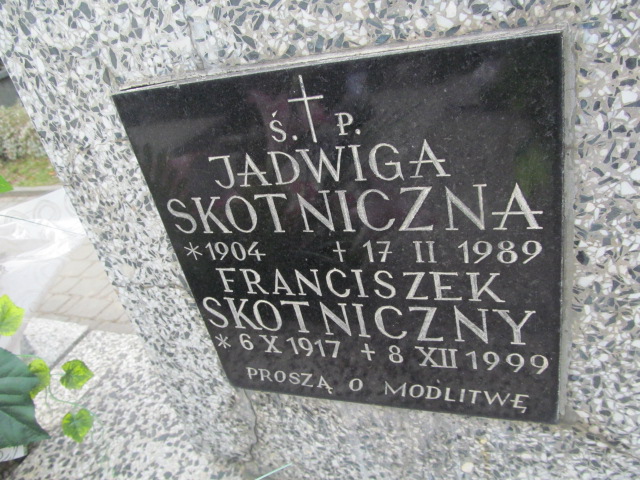 Ś. P.
JADWIGA
SKOTNICZNA
*1904 + 17 II 1989
FRANCISZEK
SKOTNICZNY
*6 X 1917 + 8 XII 1999
PROSZĄ O MODLITWĘ